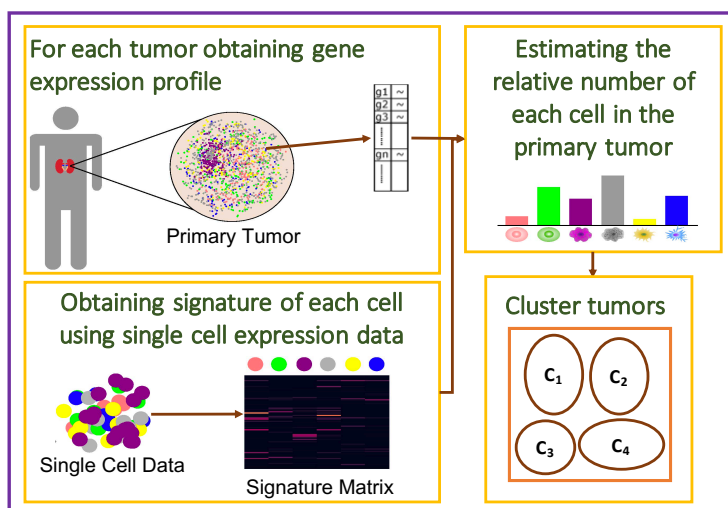 For each tumor obtaining gene
expression profile
g1 ~
g2 ~
g3 ~
gn ~
Primary Tumor
Estimating the
relative number of
each cell in the
primary tumor
Obtaining signature of each cell
using single cell expression data
Single Cell Data
Signature Matrix
Cluster tumors
C₁
C₂
C₃
C₄